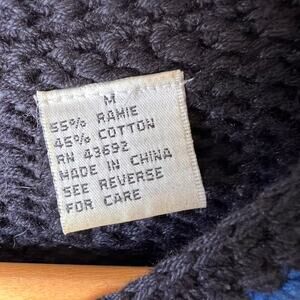 M
55% RAMIE
45% COTTON
RN 43692
MADE IN CHINA
SEE REVERSE
FOR CARE